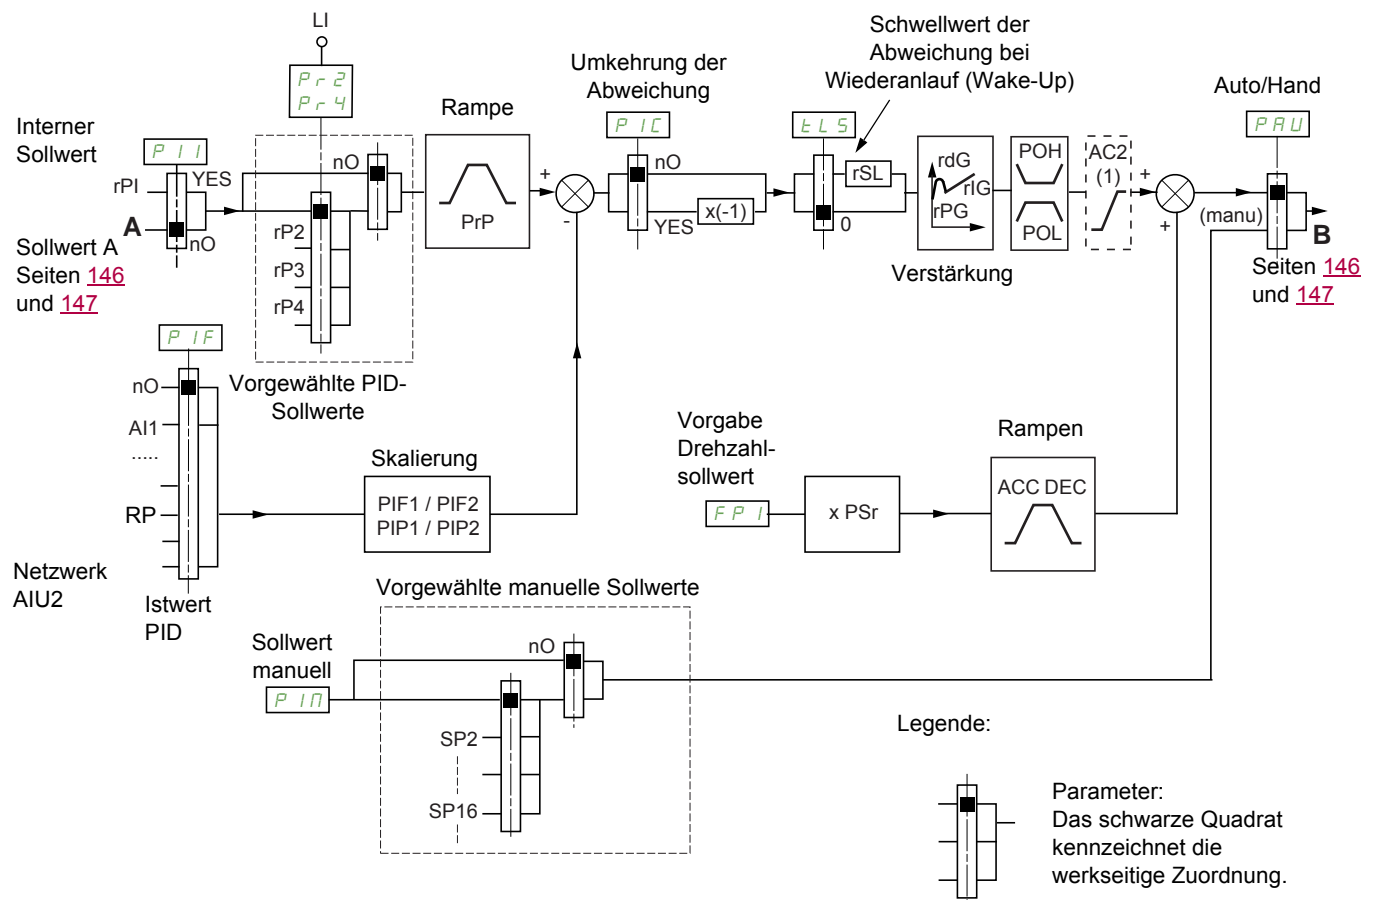 LI
Pr2
Pr4
Interner
Sollwert
PII
rPI
YES
A
nO
Sollwert A
Seiten 146
und 147
nO
rP2
rP3
rP4
Vorgewählte PID-
Sollwerte
Rampe
PrP
+
-
Umkehrung der
Abweichung
PIC
nO
YES
x(-1)
Schwellwert der
Abweichung bei
Wiederanlauf (Wake-Up)
tLS
rSL
0
rdG
rIG
rPG
Verstärkung
POH
POL
AC2
(1)
+
+
Auto/Hand
PAU
(manu)
B
Seiten 146
und 147
PIF
nO
AI1
.....
RP
Netzwerk
AIU2
Istwert
PID
Skalierung
PIF1 / PIF2
PIP1 / PIP2
Vorgabe
Drehzahl-
sollwert
FPI
x PSr
Rampen
ACC DEC
Vorgewählte manuelle Sollwerte
Sollwert
manuell
PIM
nO
SP2
SP16
Legende:
Parameter:
Das schwarze Quadrat
kennzeichnet die
werkseitige Zuordnung.